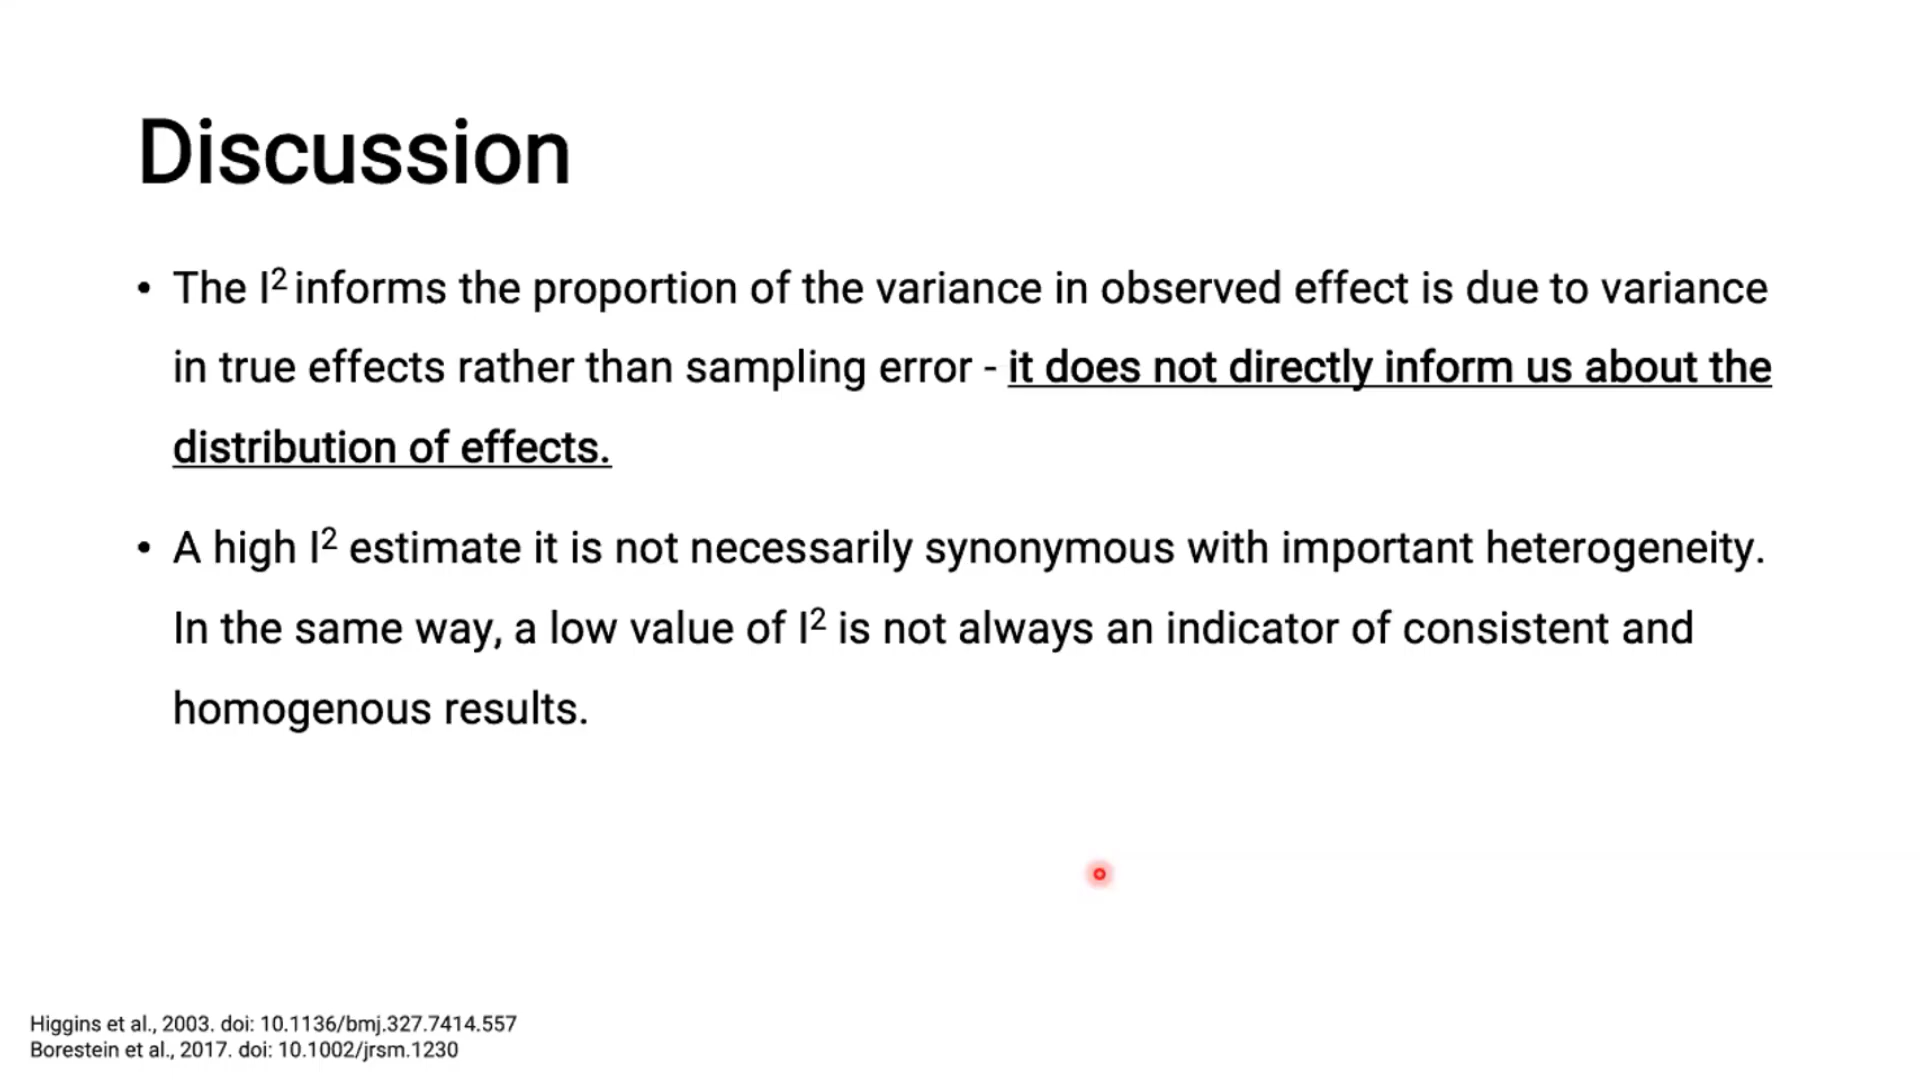 Discussion
• The I² informs the proportion of the variance in observed effect is due to variance
in true effects rather than sampling error - it does not directly inform us about the
distribution of effects.
• A high I² estimate it is not necessarily synonymous with important heterogeneity.
In the same way, a low value of I² is not always an indicator of consistent and
homogenous results.
Higgins et al., 2003. doi: 10.1136/bmj.327.7414.557
Borestein et al., 2017. doi: 10.1002/jrsm.1230